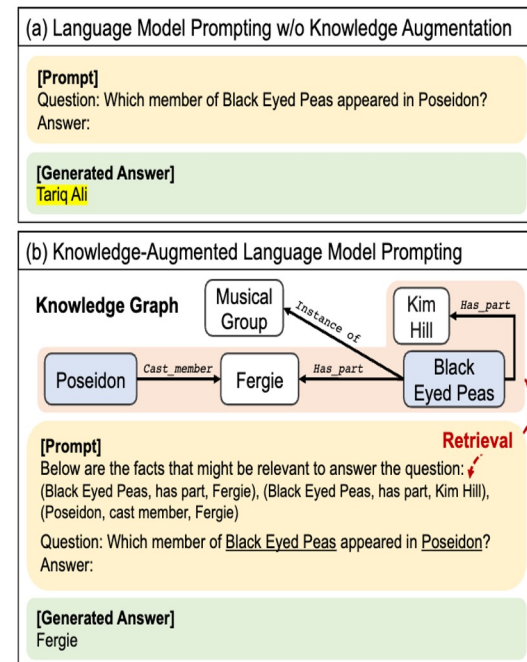 (a) Language Model Prompting w/o Knowledge Augmentation
[Prompt]
Question: Which member of Black Eyed Peas appeared in Poseidon?
Answer:
[Generated Answer]
Tariq Ali
(b) Knowledge-Augmented Language Model Prompting
Knowledge Graph
Musical
Group
Instance of
Kim
Hill
Has_part
Poseidon
Cast_member
Fergie
Has_part
Black
Eyed Peas
Retrieval
[Prompt]
Below are the facts that might be relevant to answer the question:
(Black Eyed Peas, has part, Fergie), (Black Eyed Peas, has part, Kim Hill),
(Poseidon, cast member, Fergie)
Question: Which member of Black Eyed Peas appeared in Poseidon?
Answer:
[Generated Answer]
Fergie